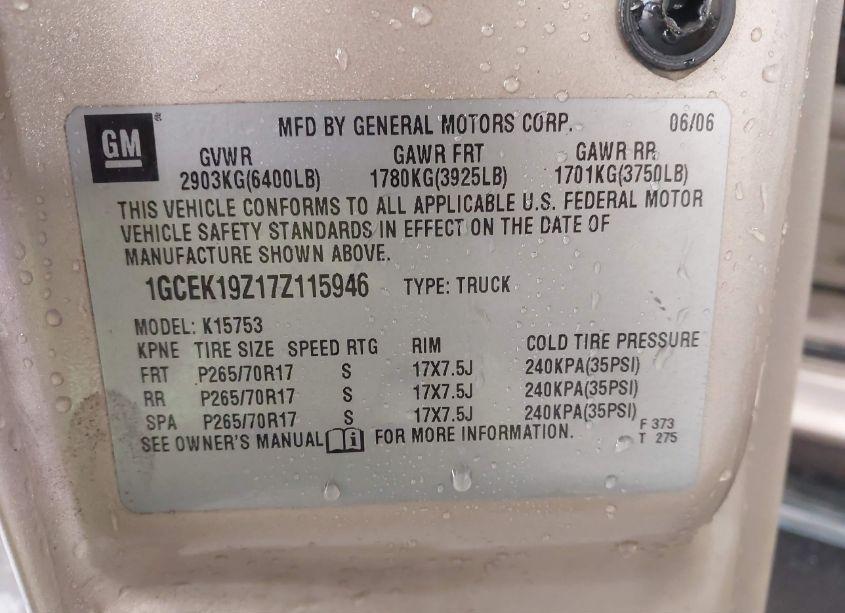 GM
MFD BY GENERAL MOTORS CORP. 06/06
GVWR GAWR FRT GAWR RR
2903KG(6400LB) 1780KG(3925LB) 1701KG(3750LB)
THIS VEHICLE CONFORMS TO ALL APPLICABLE U.S. FEDERAL MOTOR
VEHICLE SAFETY STANDARDS IN EFFECT ON THE DATE OF
MANUFACTURE SHOWN ABOVE.
1GCEK19Z17Z115946 TYPE: TRUCK
MODEL: K15753
KPNE TIRE SIZE SPEED RTG RIM COLD TIRE PRESSURE
FRT P265/70R17 S 17X7.5J 240KPA(35PSI)
RR P265/70R17 S 17X7.5J 240KPA(35PSI)
SPA P265/70R17 S 17X7.5J 240KPA(35PSI)
SEE OWNER'S MANUAL i FOR MORE INFORMATION.
F 373
T 275